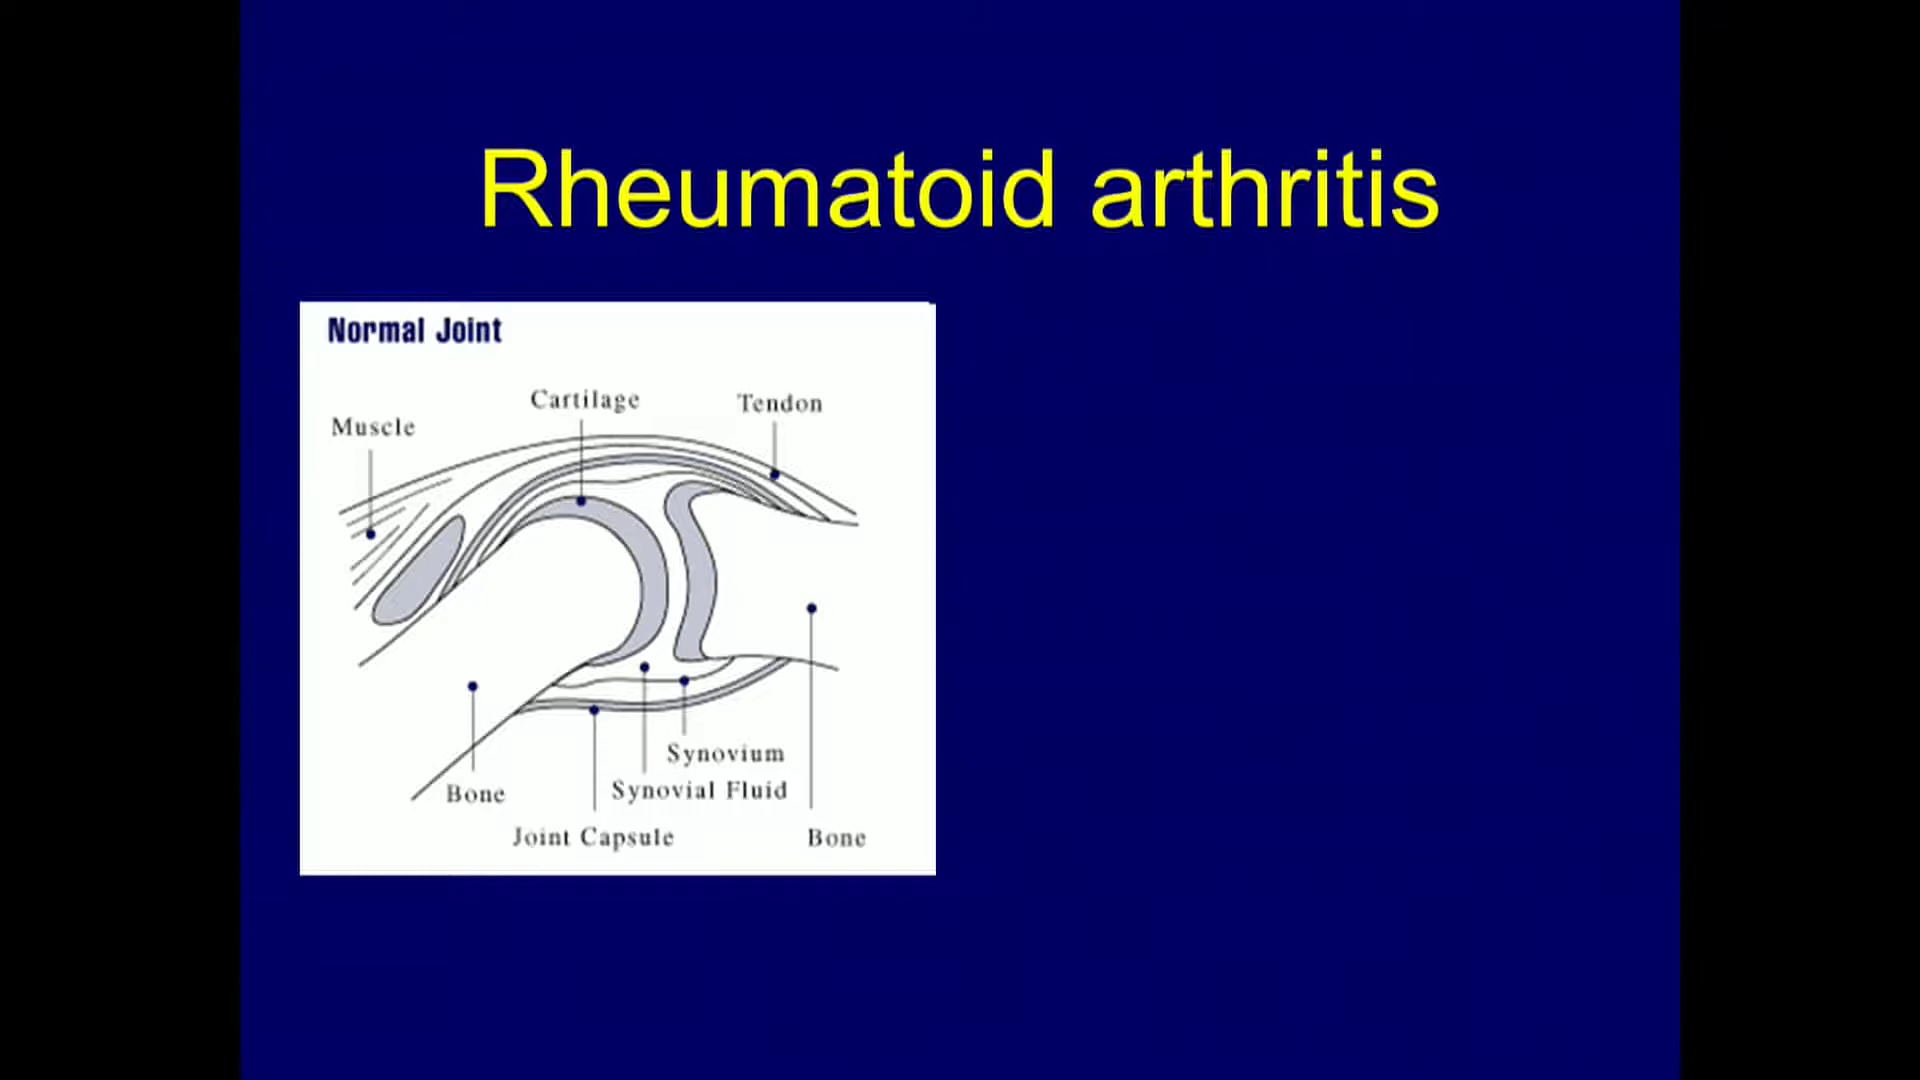 Rheumatoid arthritis
Normal Joint
Cartilage
Tendon
Muscle
Synovium
Bone
Synovial Fluid
Joint Capsule
Bone